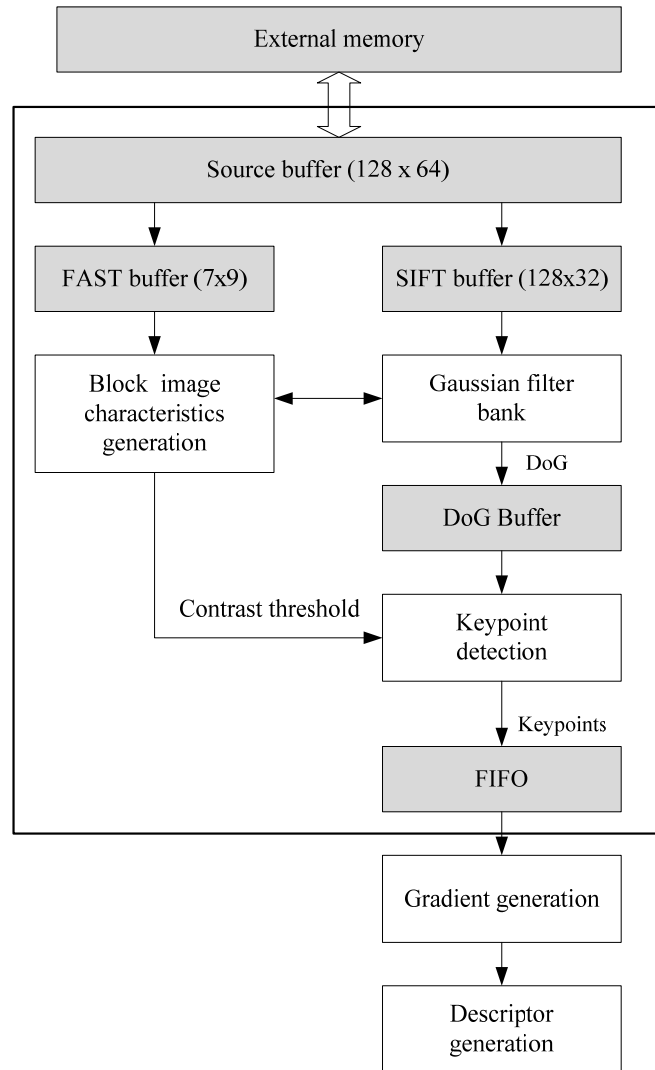 External memory
Source buffer (128 x 64)
FAST buffer (7x9)
SIFT buffer (128x32)
Block image
characteristics
generation
Gaussian filter
bank
DoG
DoG Buffer
Contrast threshold
Keypoint
detection
Keypoints
FIFO
Gradient generation
Descriptor
generation